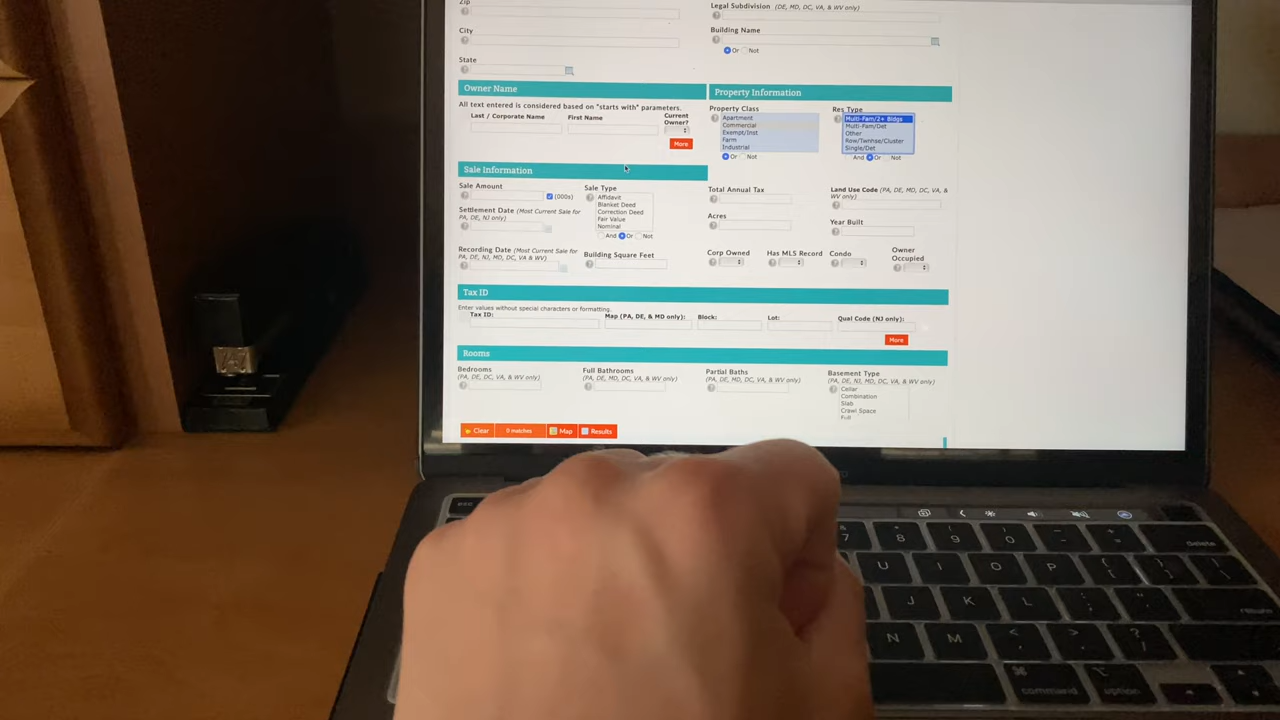 Zip
Legal Subdivision (DE, MD, DC, VA, & WV only)
City
Building Name
Or Not
State
Owner Name
Property Information
All text entered is considered based on "starts with" parameters.
Last / Corporate Name
First Name
Current Owner?
More
Property Class
Apartment
Commercial
Exempt/Inst
Farm
Industrial
Or Not
Res Type
Multi-Fam/2+ Bldgs
Multi-Fam/Det
Other
Row/Twnhse/Cluster
Single/Det
And Or Not
Sale Information
Sale Amount
(000s)
Sale Type
Affidavit
Blanket Deed
Correction Deed
Fair Value
Nominal
And Or Not
Settlement Date (Most Current Sale for
PA, DE, NJ only)
Recording Date (Most Current Sale for
PA, DE, NJ, MD, DC, VA & WV)
Building Square Feet
Total Annual Tax
Land Use Code (PA, DE, MD, DC, VA, &
WV only)
Acres
Year Built
Corp Owned
Has MLS Record
Condo
Owner
Occupied
Tax ID
Enter values without special characters or formatting.
Tax ID:
Map (PA, DE, & MD only):
Block:
Lot:
Qual Code (NJ only):
More
Rooms
Bedrooms
(PA, DE, DC, VA, & WV only)
Full Bathrooms
(PA, DE, MD, DC, VA, & WV only)
Partial Baths
(PA, DE, MD, DC, VA, & WV only)
Basement Type
(PA, DE, NJ, MD, DC, VA, & WV only)
Cellar
Combination
Slab
Crawl Space
Full
Clear
0 matches
Map
Results
esc
7 8 9 0
delete
U I O P
J K L
return
N M
command
option